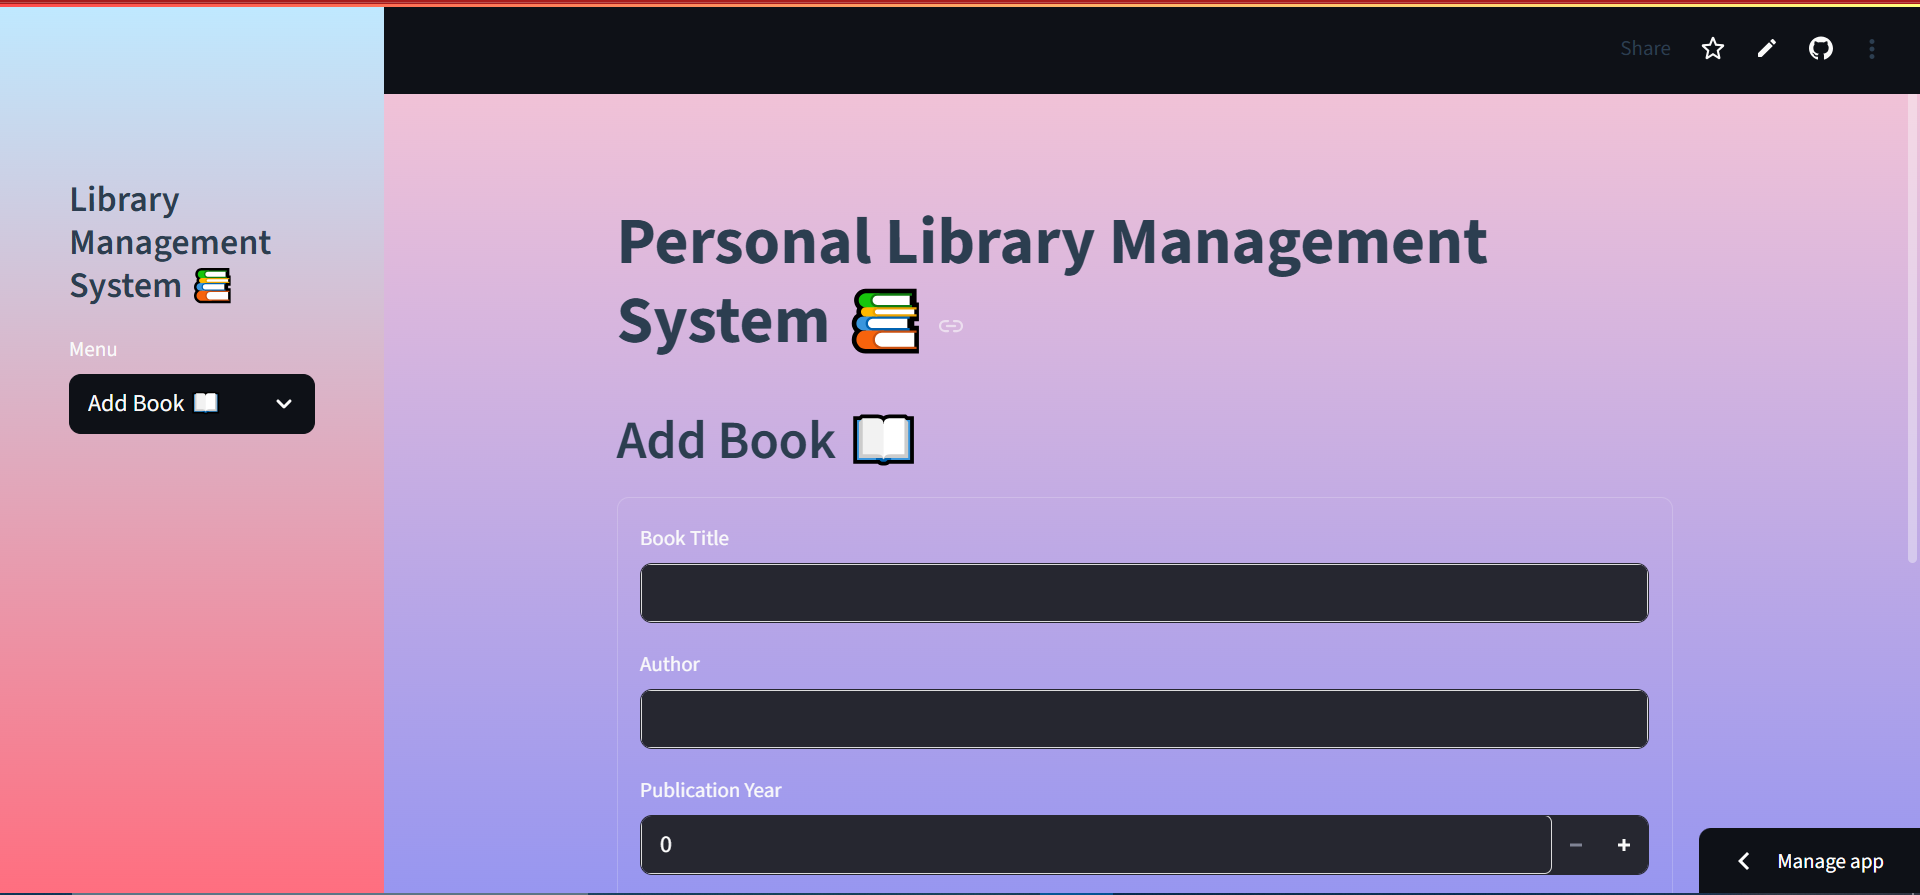 Share
Library
Management
System 📚
Menu
Add Book 📖
Personal Library Management
System 📚
Add Book 📖
Book Title
Author
Publication Year
0
Manage app